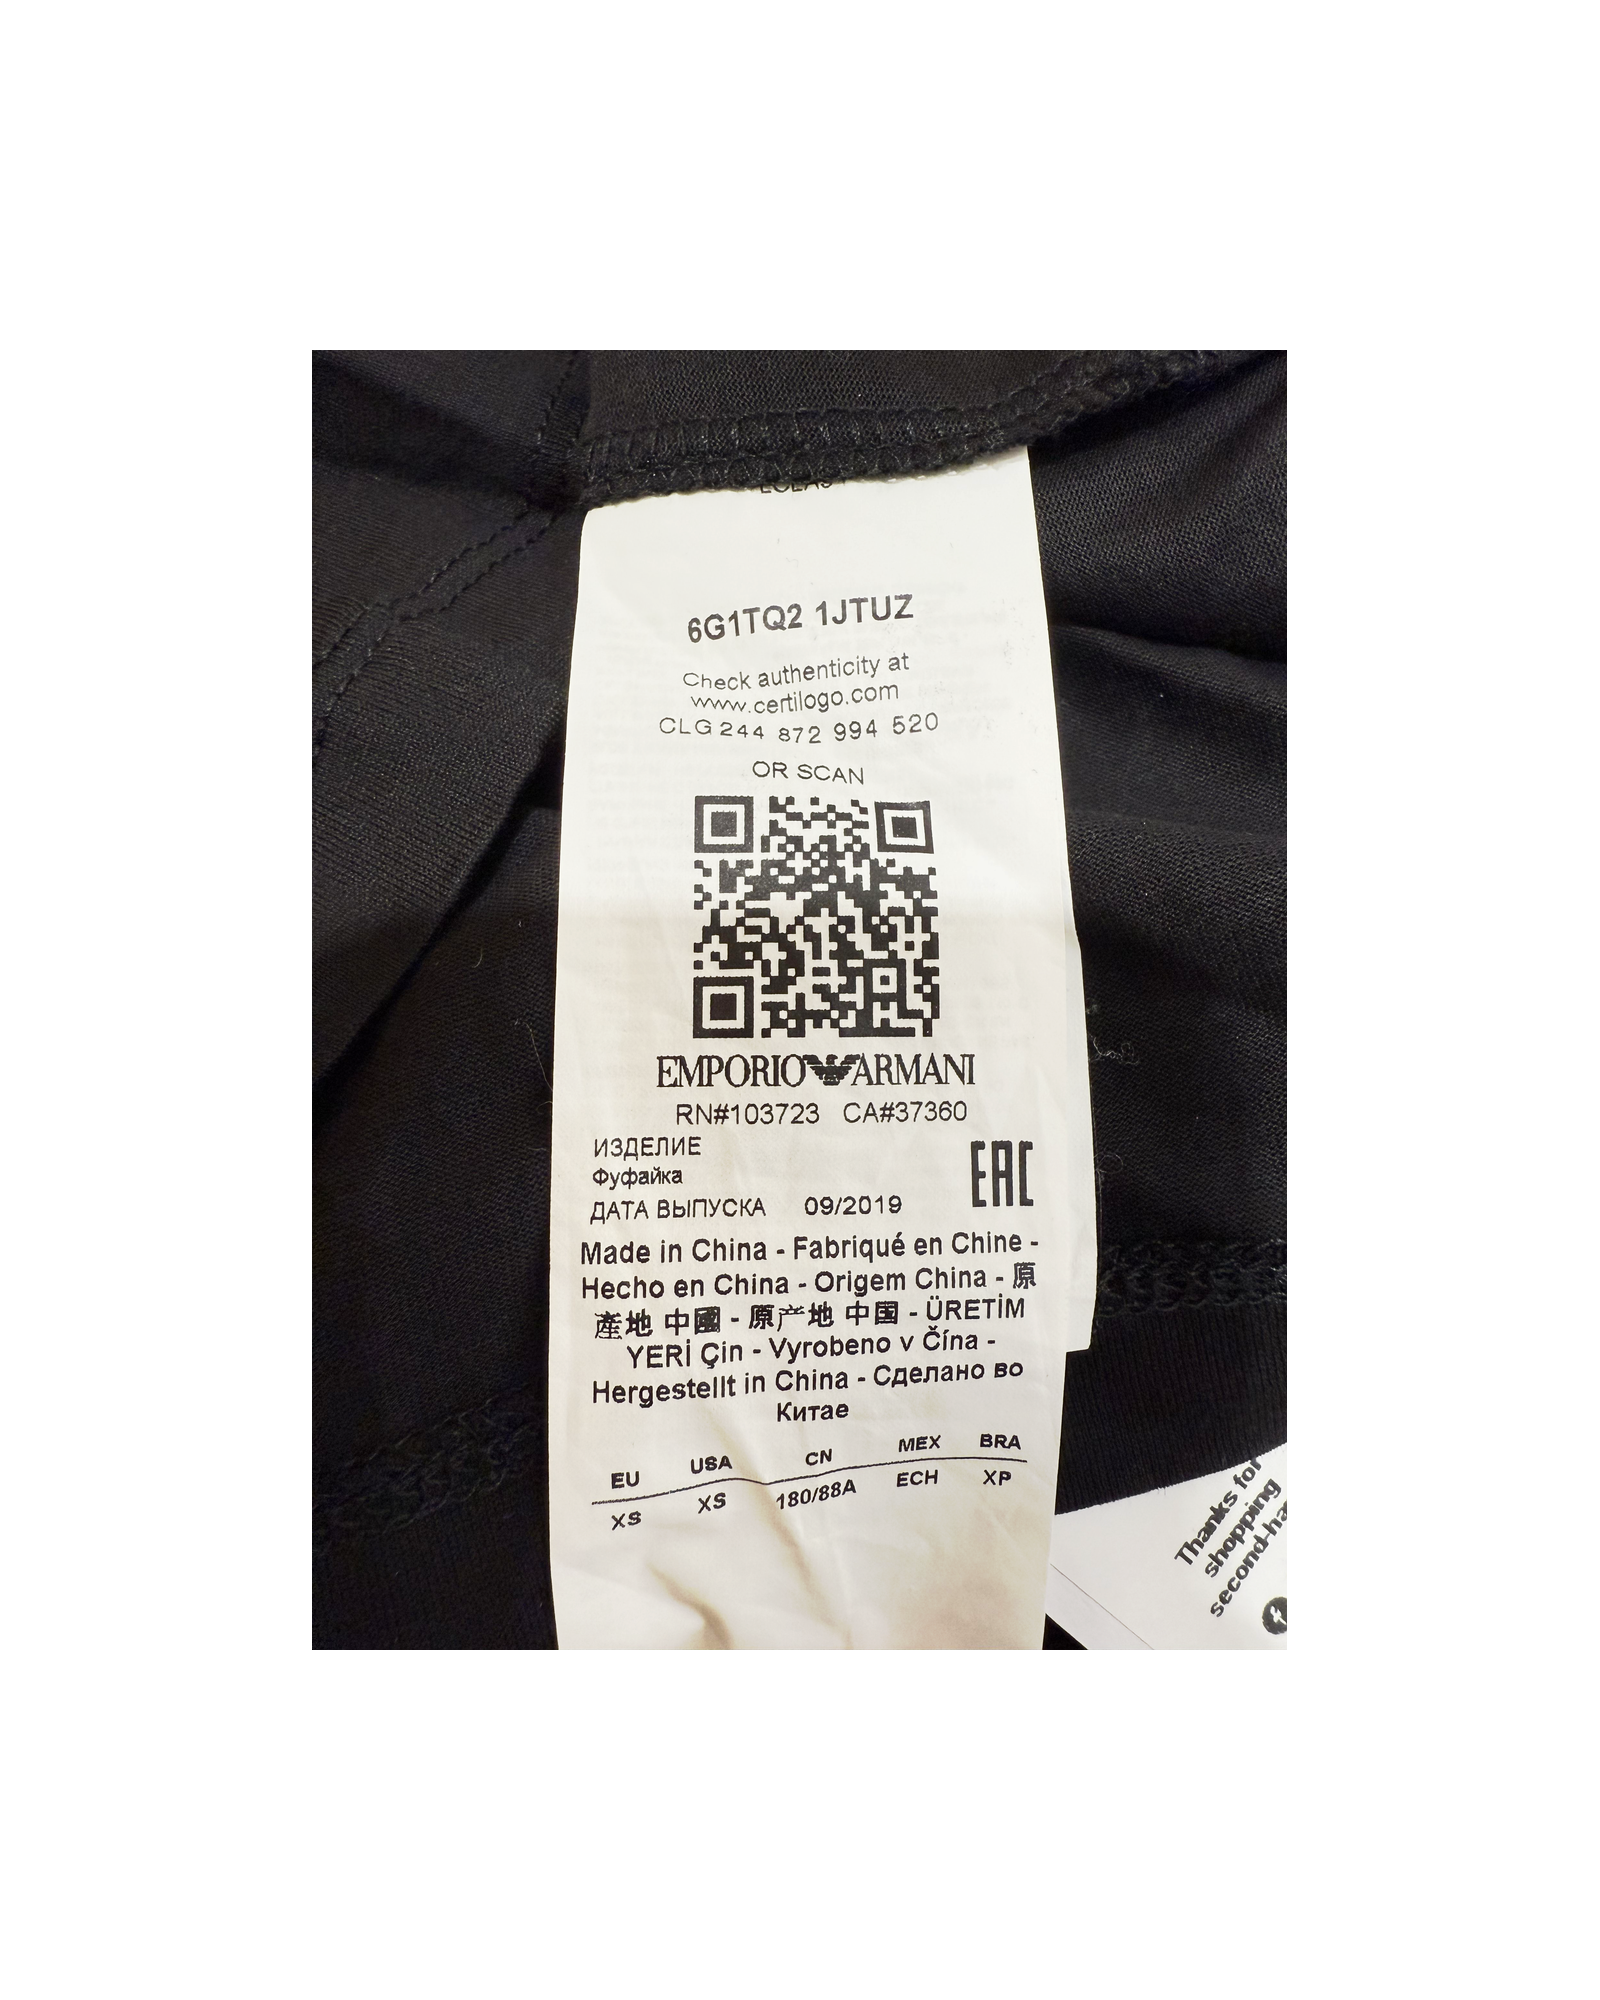 6G1TQ2 1JTUZ
Check authenticity at
www.certilogo.com
CLG 244 872 994 520
OR SCAN
EMPORIO ARMANI
RN#103723 CA#37360
ИЗДЕЛИЕ
Фуфайка
EAC
ДАТА ВЫПУСКА 09/2019
Made in China - Fabriqué en Chine -
Hecho en China - Origem China - 原
產地 中國 - 原产地 中国 - ÜRETİM
YERİ Çin - Vyrobeno v Čína -
Hergestellt in China - Сделано во
Китае
EU USA CN MEX BRA
XS XS 180/88A ECH XP
Thanks for
shopping
second-ha